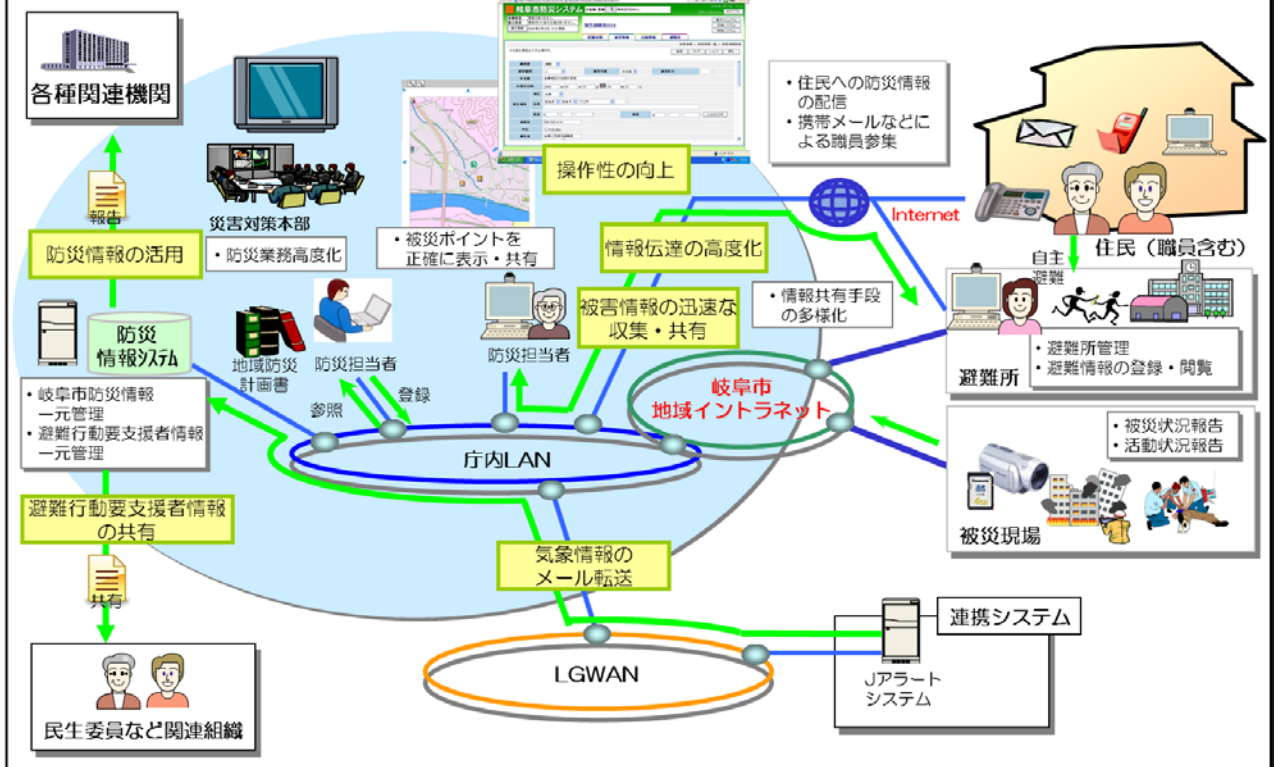 岐阜市防災システム
各種関連機関
報告
防災情報の活用
災害対策本部
・防災業務高度化
・被災ポイントを
正確に表示・共有
操作性の向上
・住民への防災情報
の配信
・携帯メールなどに
よる職員参集
Internet
住民（職員含む）
自主
避難
情報伝達の高度化
被害情報の迅速な
収集・共有
・情報共有手段
の多様化
・避難所管理
・避難情報の登録・閲覧
避難所
防災
情報システム
地域防災
計画書
防災担当者
防災担当者
参照
登録
・岐阜市防災情報
一元管理
・避難行動要支援者情報
一元管理
岐阜市
地域イントラネット
庁内LAN
・被災状況報告
・活動状況報告
被災現場
避難行動要支援者情報
の共有
共有
民生委員など関連組織
気象情報の
メール転送
LGWAN
連携システム
Jアラート
システム